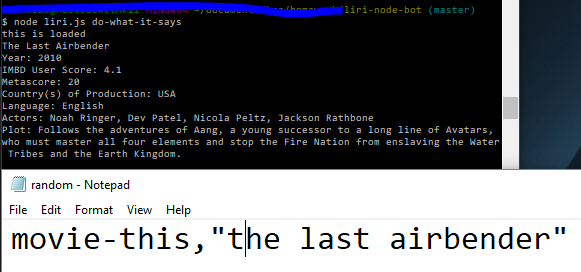 liri-node-bot (master)
$ node liri.js do-what-it-says
this is loaded
The Last Airbender
Year: 2010
IMBD User Score: 4.1
Metascore: 20
Country(s) of Production: USA
Language: English
Actors: Noah Ringer, Dev Patel, Nicola Peltz, Jackson Rathbone
Plot: Follows the adventures of Aang, a young successor to a long line of Avatars,
who must master all four elements and stop the Fire Nation from enslaving the Water
Tribes and the Earth Kingdom.
random - Notepad
File Edit Format View Help
movie-this,"the last airbender"